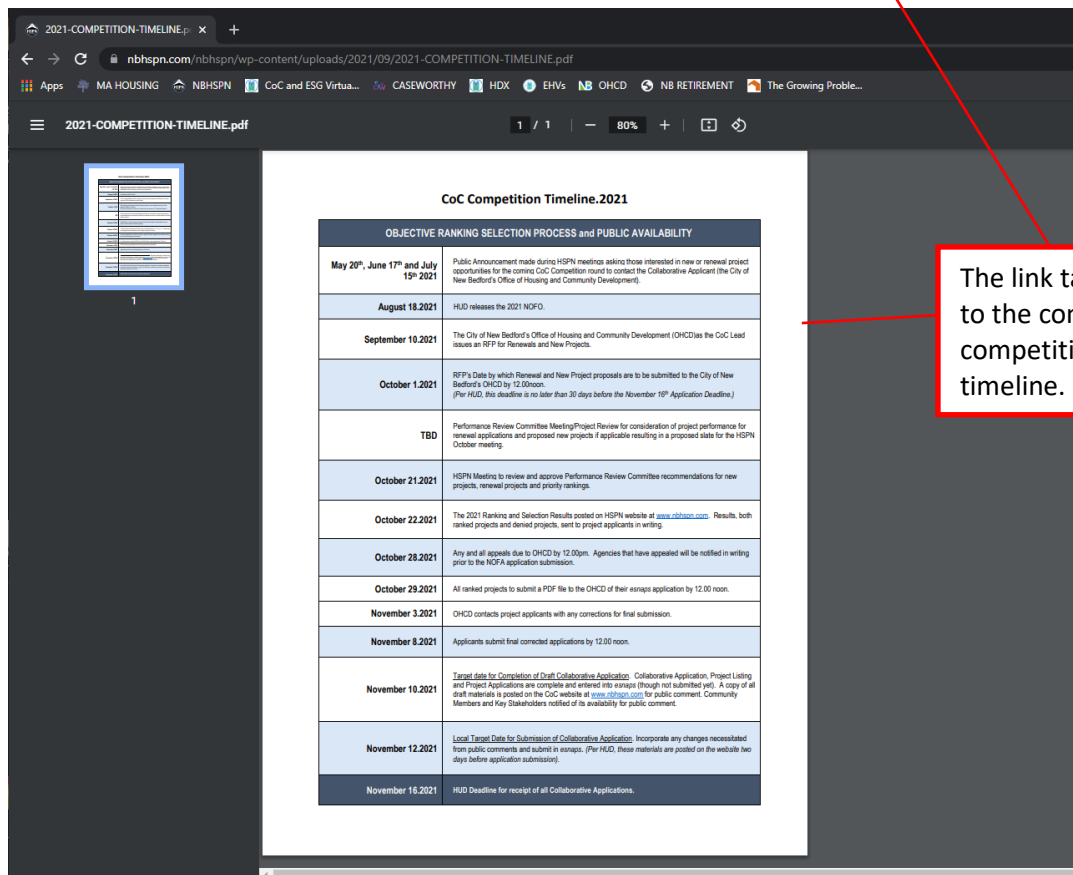 2021-COMPETITION-TIMELINE.p
nbhspn.com/nbhspn/wp-content/uploads/2021/09/2021-COMPETITION-TIMELINE.pdf
Apps MA HOUSING NBHSPN CoC and ESG Virtua... CASEWORTHY HDX EHVs NB OHCD NB RETIREMENT The Growing Proble...
2021-COMPETITION-TIMELINE.pdf 1 / 1 80%
1
CoC Competition Timeline.2021
OBJECTIVE RANKING SELECTION PROCESS and PUBLIC AVAILABILITY
May 20th, June 17th and July
15th 2021
Public Announcement made during HSPN meetings asking those interested in new or renewal project
opportunities for the coming CoC Competition round to contact the Collaborative Applicant (the City of
New Bedford's Office of Housing and Community Development).
August 18.2021
HUD releases the 2021 NOFO.
September 10.2021
The City of New Bedford's Office of Housing and Community Development (OHCD)as the CoC Lead
issues an RFP for Renewals and New Projects.
October 1.2021
RFP's Date by which Renewal and New Project proposals are to be submitted to the City of New
Bedford's OHCD by 12.00noon.
(Per HUD, this deadline is no later than 30 days before the November 16th Application Deadline.)
TBD
Performance Review Committee Meeting/Project Review for consideration of project performance for
renewal applications and proposed new projects if applicable resulting in a proposed slate for the HSPN
October meeting.
October 21.2021
HSPN Meeting to review and approve Performance Review Committee recommendations for new
projects, renewal projects and priority rankings.
October 22.2021
The 2021 Ranking and Selection Results posted on HSPN website at www.nbhspn.com. Results, both
ranked projects and denied projects, sent to project applicants in writing.
October 28.2021
Any and all appeals due to OHCD by 12.00pm. Agencies that have appealed will be notified in writing
prior to the NOFA application submission.
October 29.2021
All ranked projects to submit a PDF file to the OHCD of their esnaps application by 12.00 noon.
November 3.2021
OHCD contacts project applicants with any corrections for final submission.
November 8.2021
Applicants submit final corrected applications by 12.00 noon.
November 10.2021
Target date for Completion of Draft Collaborative Application. Collaborative Application, Project Listing
and Project Applications are complete and entered into esnaps (though not submitted yet). A copy of all
draft materials is posted on the CoC website at www.nbhspn.com for public comment. Community
Members and Key Stakeholders notified of its availability for public comment.
November 12.2021
Local Target Date for Submission of Collaborative Application. Incorporate any changes necessitated
from public comments and submit in esnaps. (Per HUD, these materials are posted on the website two
days before application submission).
November 16.2021
HUD Deadline for receipt of all Collaborative Applications.
The link ta
to the con
competiti
timeline.